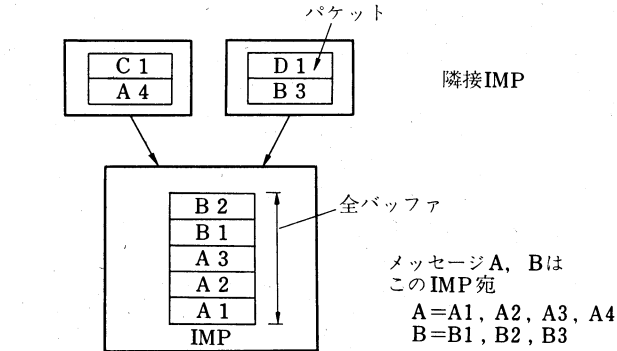 パケット
C 1
A 4
D 1
B 3
隣接IMP
B 2
B 1
A 3
A 2
A 1
IMP
全バッファ
メッセージA, Bは
このIMP宛
A=A1, A2, A3, A4
B=B1, B2, B3